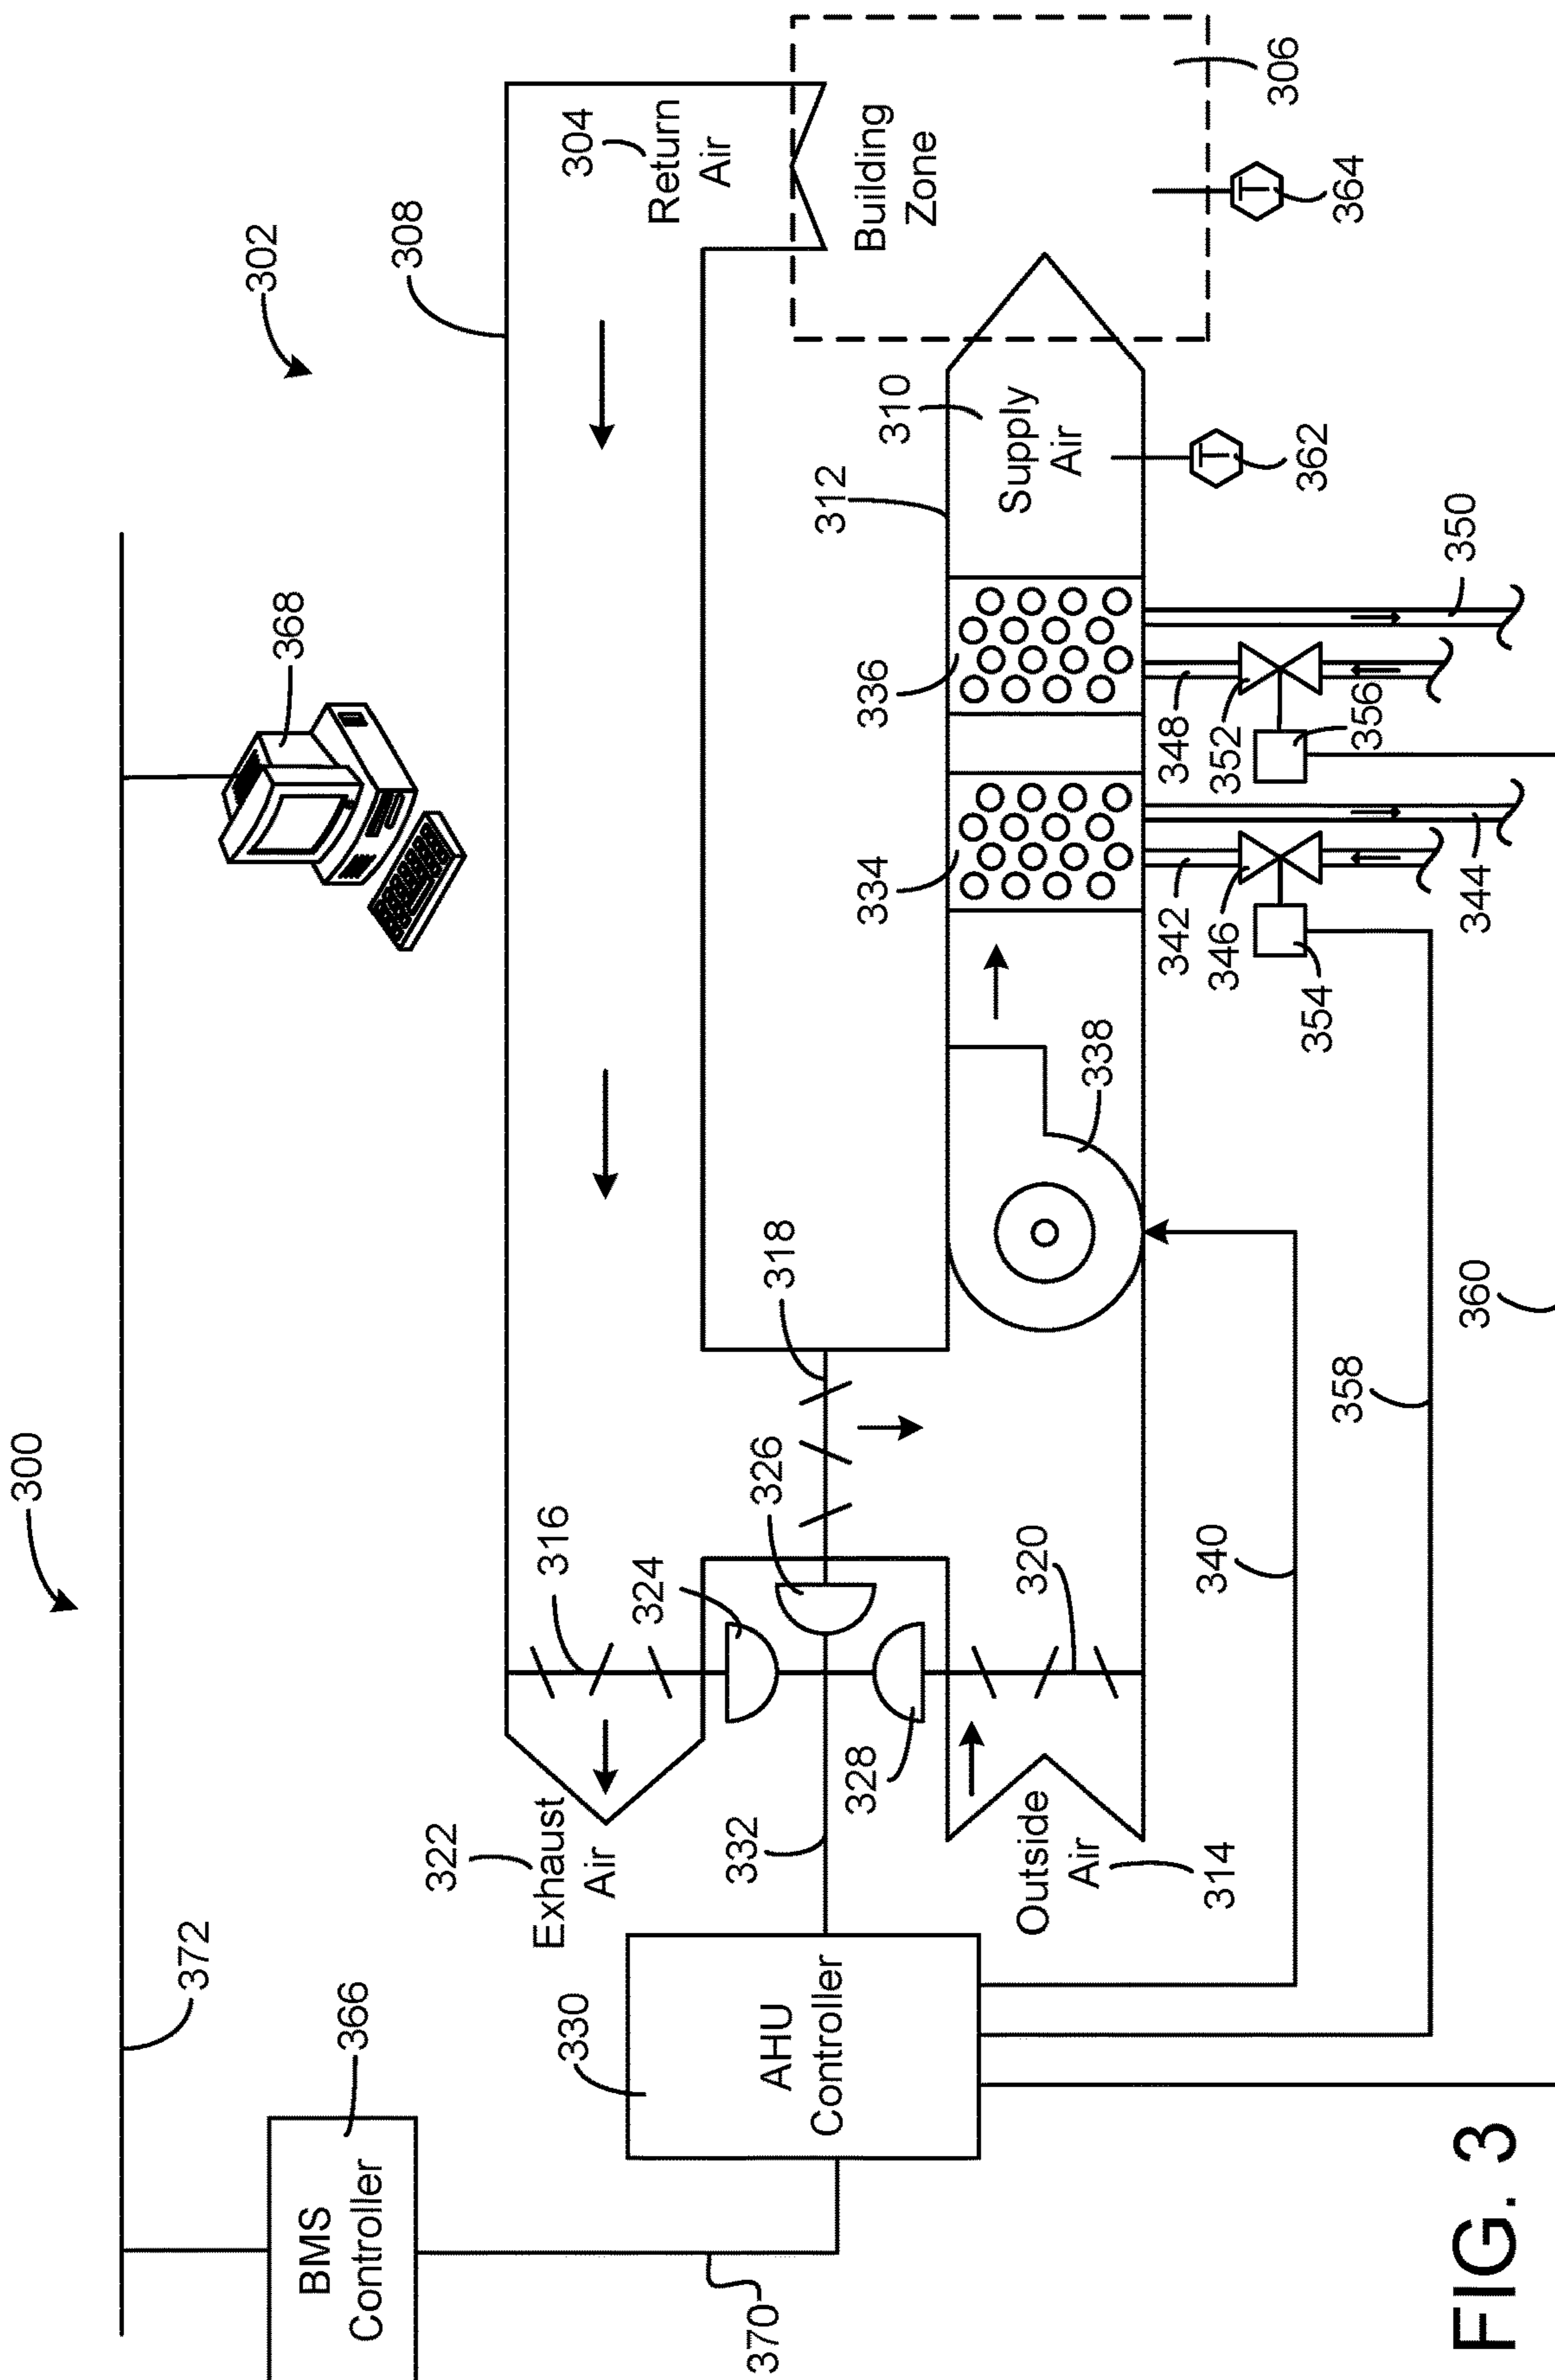 300
372
BMS
Controller
366
370
368
302
308
304
Return
Air
Building
Zone
306
364
T
322
Exhaust
Air
316
324
326
318
328
332
330
AHU
Controller
Outside
Air
314
320
338
334
336
312
310
Supply
Air
T
362
342
346
354
344
348
352
356
350
340
358
360
FIG. 3